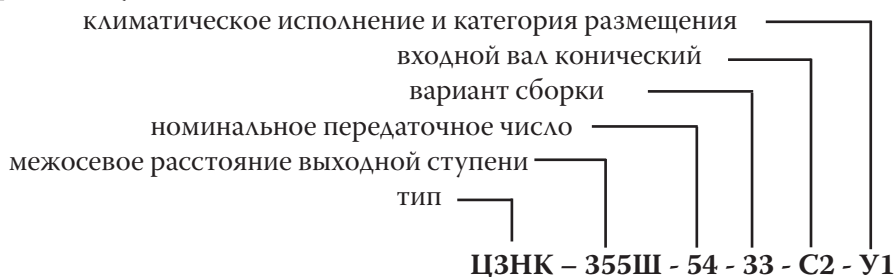 климатическое исполнение и категория размещения
входной вал конический
вариант сборки
номинальное передаточное число
межосевое расстояние выходной ступени
тип
Ц3НК – 355Ш - 54 - 33 - С2 - У1